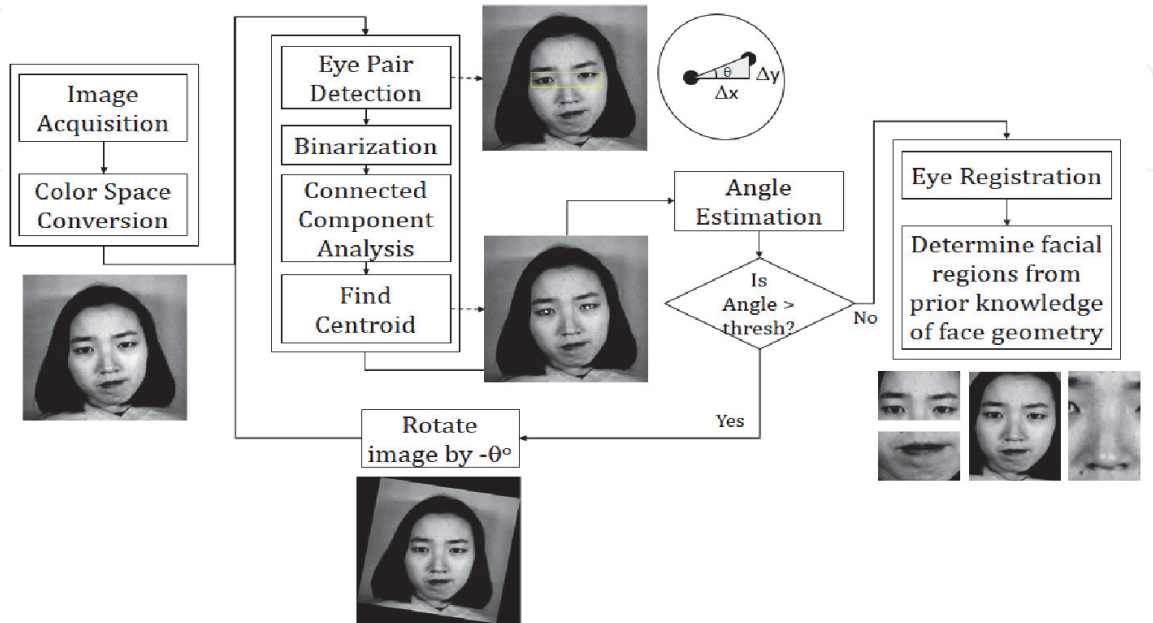 Image
Acquisition
Color Space
Conversion
Eye Pair
Detection
Binarization
Connected
Component
Analysis
Find
Centroid
θ
Δy
Δx
Angle
Estimation
Is
Angle >
thresh?
No
Yes
Rotate
image by -θº
Eye Registration
Determine facial
regions from
prior knowledge
of face geometry